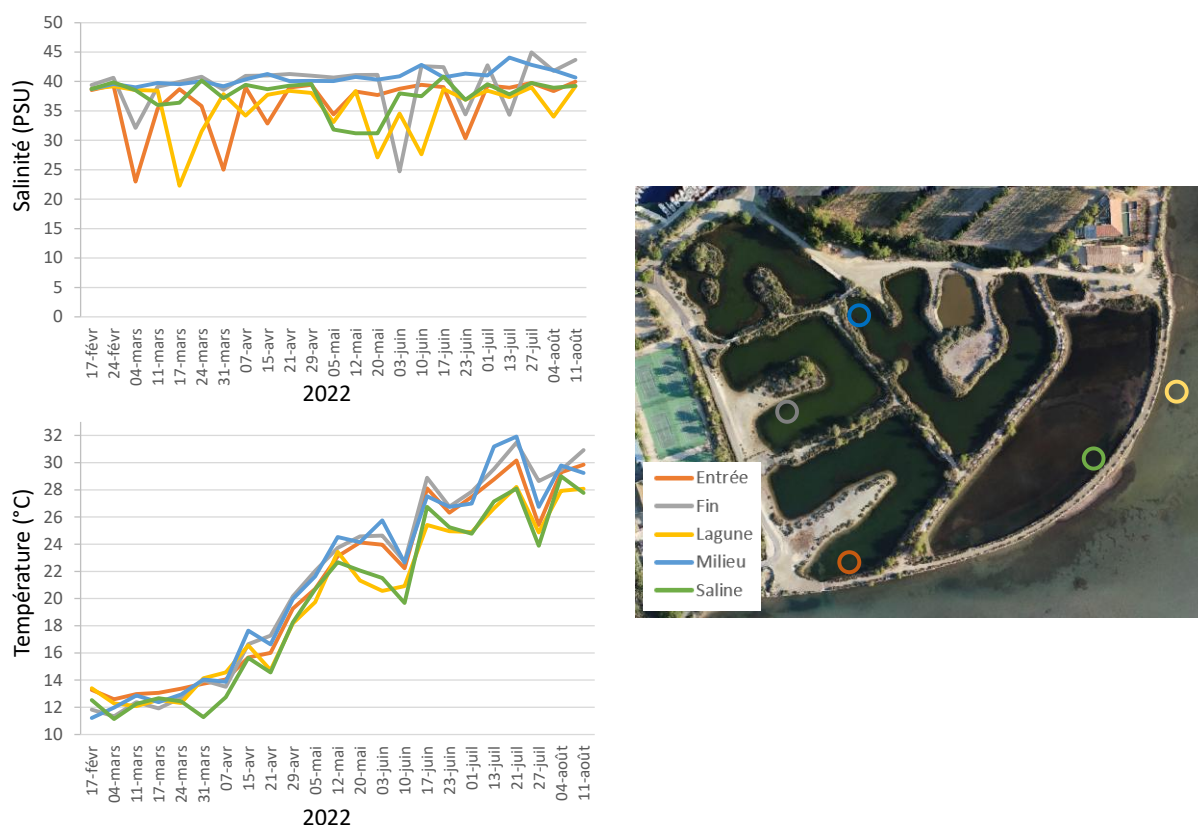 Salinité (PSU)
50
45
40
35
30
25
20
15
10
5
0
17-févr
24-févr
04-mars
11-mars
17-mars
24-mars
31-mars
07-avr
15-avr
21-avr
29-avr
05-mai
12-mai
20-mai
03-juin
10-juin
17-juin
23-juin
01-juil
13-juil
27-juil
04-août
11-août
2022
Température (°C)
32
30
28
26
24
22
20
18
16
14
12
10
17-févr
04-mars
11-mars
17-mars
24-mars
31-mars
07-avr
15-avr
21-avr
29-avr
05-mai
12-mai
20-mai
03-juin
10-juin
17-juin
23-juin
01-juil
13-juil
21-juil
27-juil
04-août
11-août
2022
Entrée
Fin
Lagune
Milieu
Saline